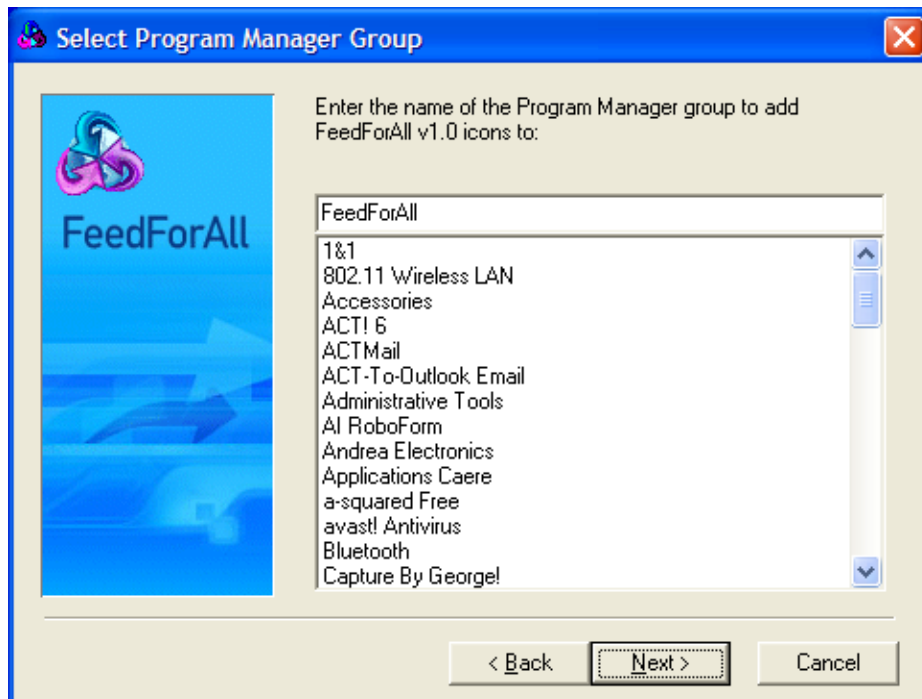 Select Program Manager Group
Enter the name of the Program Manager group to add
FeedForAll v1.0 icons to:
FeedForAll
FeedForAll
1&1
802.11 Wireless LAN
Accessories
ACT! 6
ACTMail
ACT-To-Outlook Email
Administrative Tools
AI RoboForm
Andrea Electronics
Applications Caere
a-squared Free
avast! Antivirus
Bluetooth
Capture By George!
< Back
Next >
Cancel